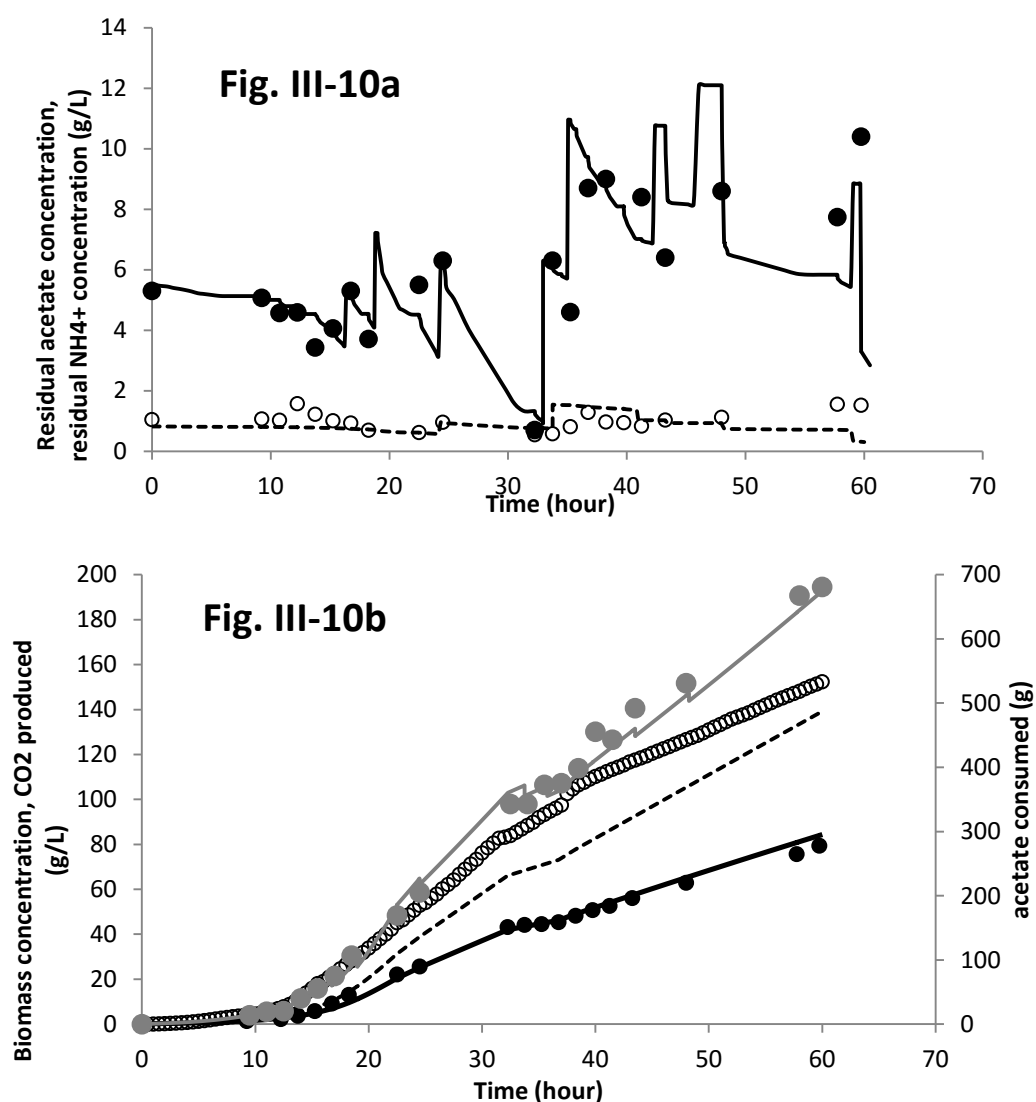 Fig. III-10a
Residual acetate concentration,
residual NH4+ concentration (g/L)
14
12
10
8
6
4
2
0
0 10 20 30 40 50 60 70
Time (hour)
Fig. III-10b
Biomass concentration, CO2 produced
(g/L)
200
180
160
140
120
100
80
60
40
20
0
700
600
500
400
300
200
100
0
acetate consumed (g)
0 10 20 30 40 50 60 70
Time (hour)